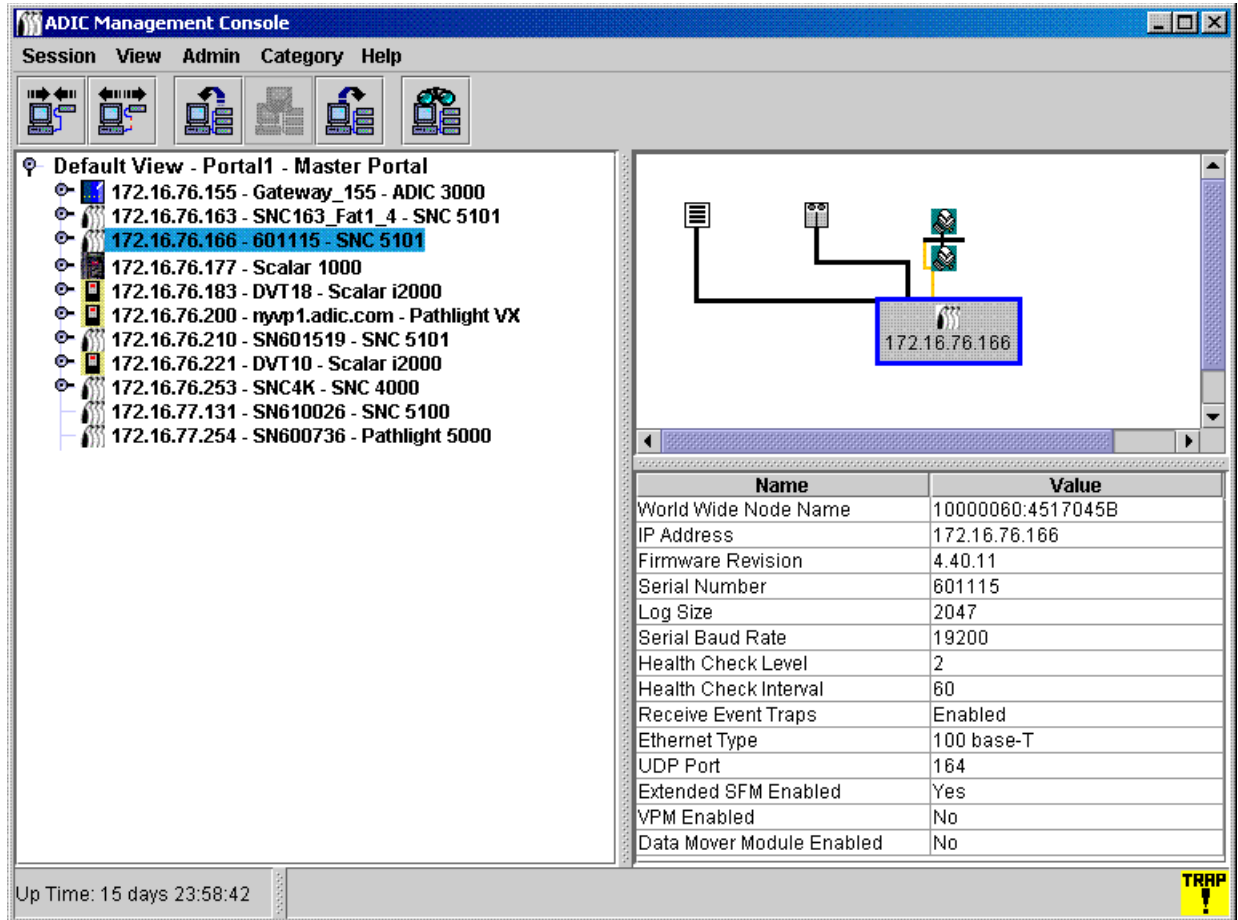 ADIC Management Console
Session View Admin Category Help
Default View - Portal1 - Master Portal
172.16.76.155 - Gateway_155 - ADIC 3000
172.16.76.163 - SNC163_Fat1_4 - SNC 5101
172.16.76.166 - 601115 - SNC 5101
172.16.76.177 - Scalar 1000
172.16.76.183 - DVT18 - Scalar i2000
172.16.76.200 - nyvp1.adic.com - Pathlight VX
172.16.76.210 - SN601519 - SNC 5101
172.16.76.221 - DVT10 - Scalar i2000
172.16.76.253 - SNC4K - SNC 4000
172.16.77.131 - SN610026 - SNC 5100
172.16.77.254 - SN600736 - Pathlight 5000
172.16.76.166
Name Value
World Wide Node Name 10000060:4517045B
IP Address 172.16.76.166
Firmware Revision 4.40.11
Serial Number 601115
Log Size 2047
Serial Baud Rate 19200
Health Check Level 2
Health Check Interval 60
Receive Event Traps Enabled
Ethernet Type 100 base-T
UDP Port 164
Extended SFM Enabled Yes
VPM Enabled No
Data Mover Module Enabled No
Up Time: 15 days 23:58:42
TRAP